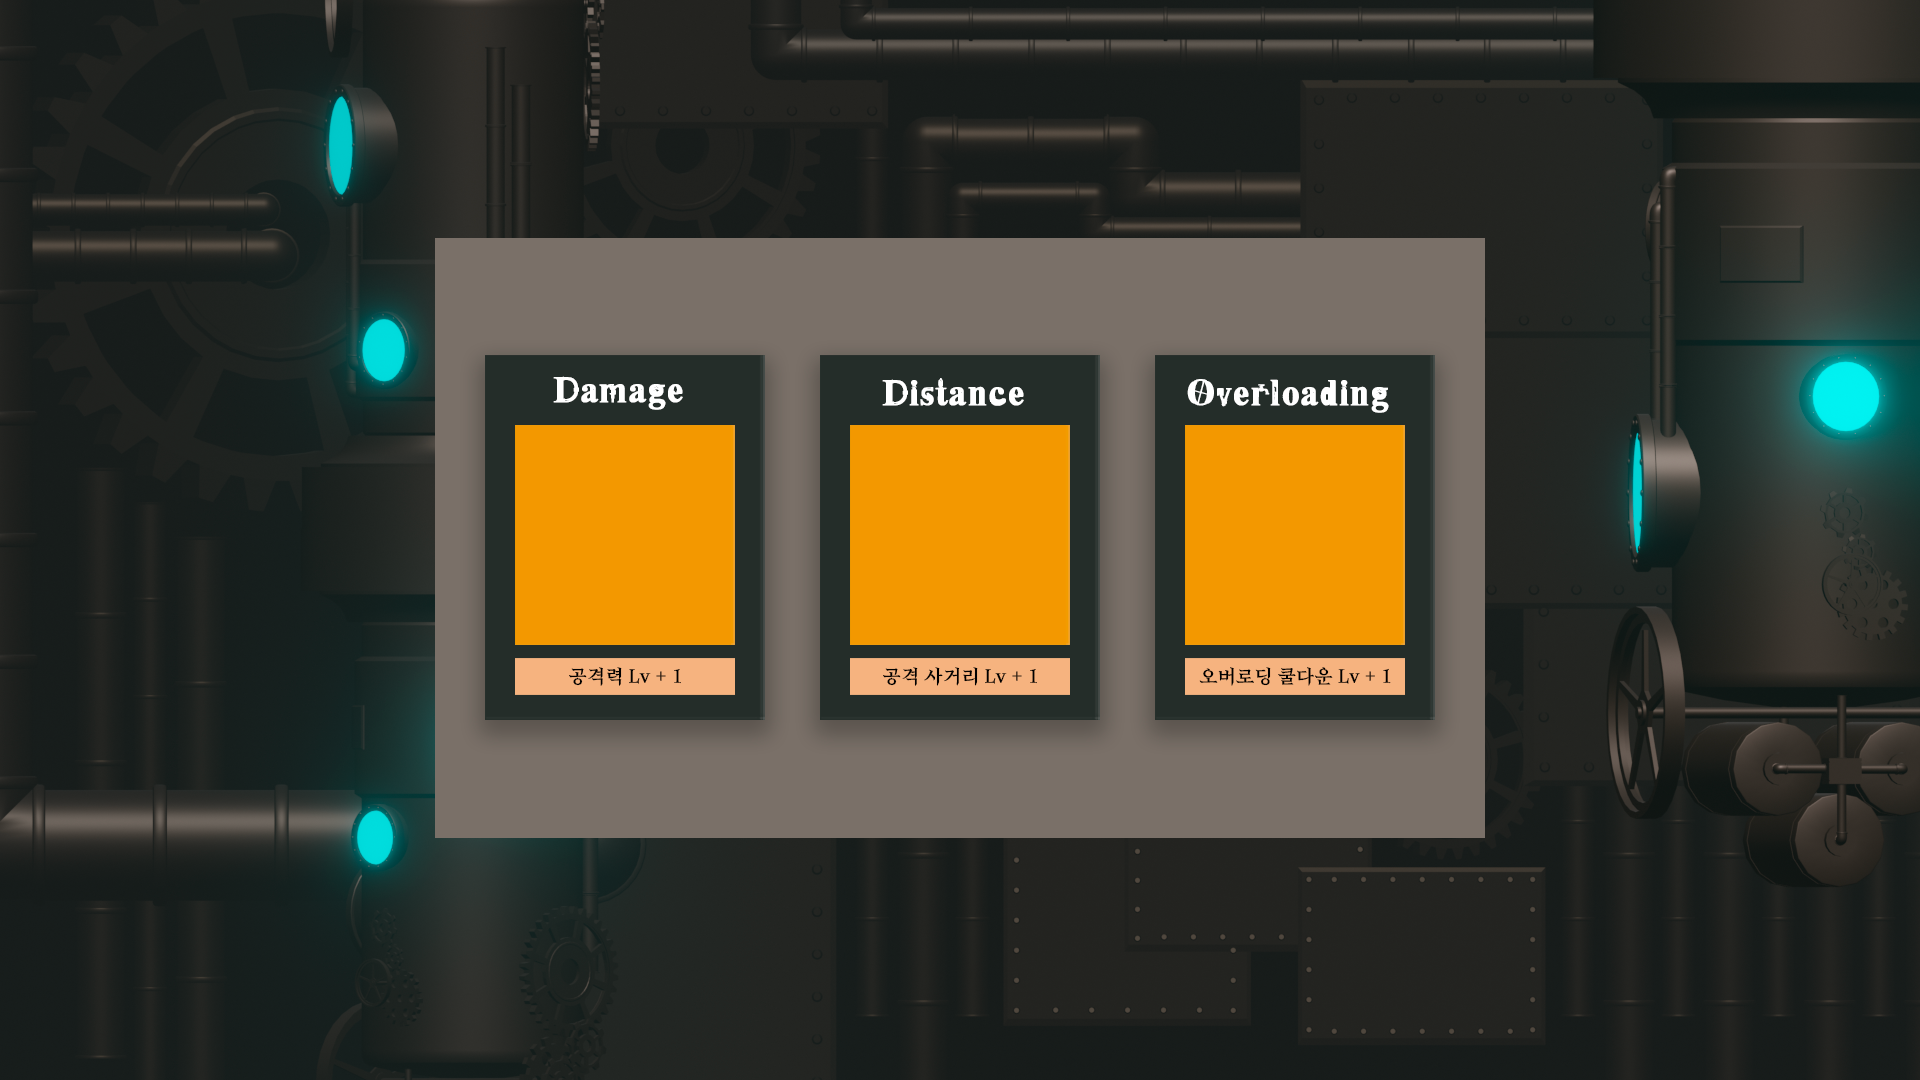 Damage
Distance
Overloading
공격력 Lv + 1
공격 사거리 Lv + 1
오버로딩 쿨다운 Lv + 1